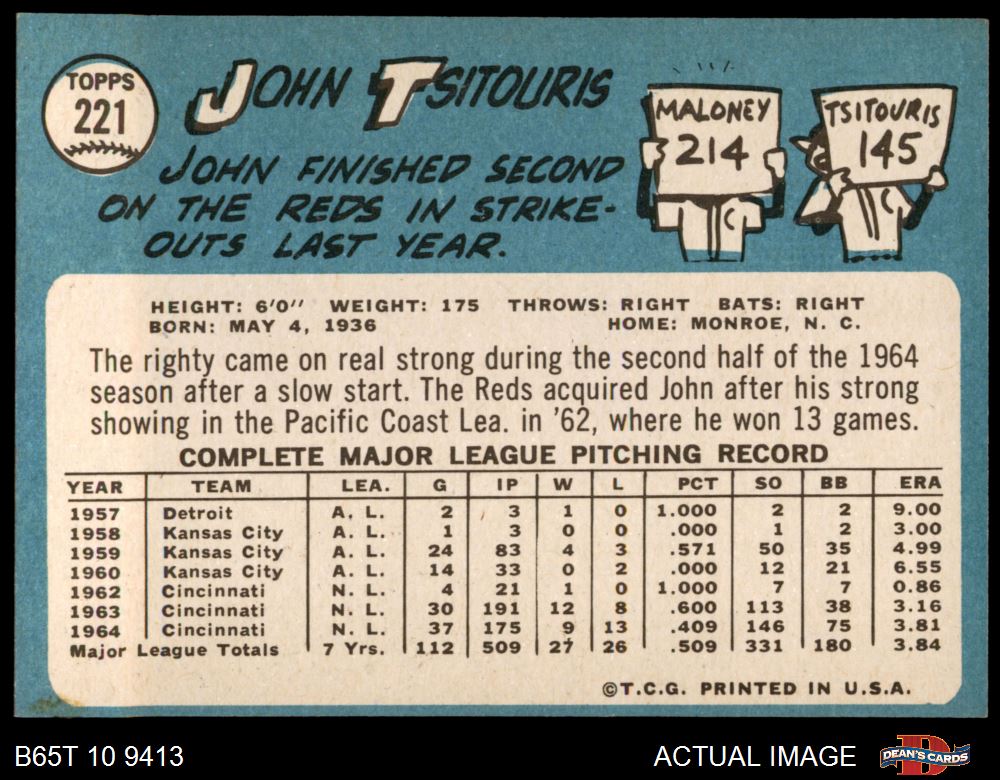 TOPPS
221
JOHN TSITOURIS
JOHN FINISHED SECOND
ON THE REDS IN STRIKE-
OUTS LAST YEAR.
MALONEY
214
TSITOURIS
145
C
C
HEIGHT: 6'0" WEIGHT: 175 THROWS: RIGHT BATS: RIGHT
BORN: MAY 4, 1936 HOME: MONROE, N. C.
The righty came on real strong during the second half of the 1964
season after a slow start. The Reds acquired John after his strong
showing in the Pacific Coast Lea. in '62, where he won 13 games.
COMPLETE MAJOR LEAGUE PITCHING RECORD
YEAR TEAM LEA. G IP W L PCT SO BB ERA
1957 Detroit A. L. 2 3 1 0 1.000 2 2 9.00
1958 Kansas City A. L. 1 3 0 0 .000 1 2 3.00
1959 Kansas City A. L. 24 83 4 3 .571 50 35 4.99
1960 Kansas City A. L. 14 33 0 2 .000 12 21 6.55
1962 Cincinnati N. L. 4 21 1 0 1.000 7 7 0.86
1963 Cincinnati N. L. 30 191 12 8 .600 113 38 3.16
1964 Cincinnati N. L. 37 175 9 13 .409 146 75 3.81
Major League Totals 7 Yrs. 112 509 27 26 .509 331 180 3.84
©T.C.G. PRINTED IN U.S.A.
B65T 10 9413
ACTUAL IMAGE
DEAN'S CARDS